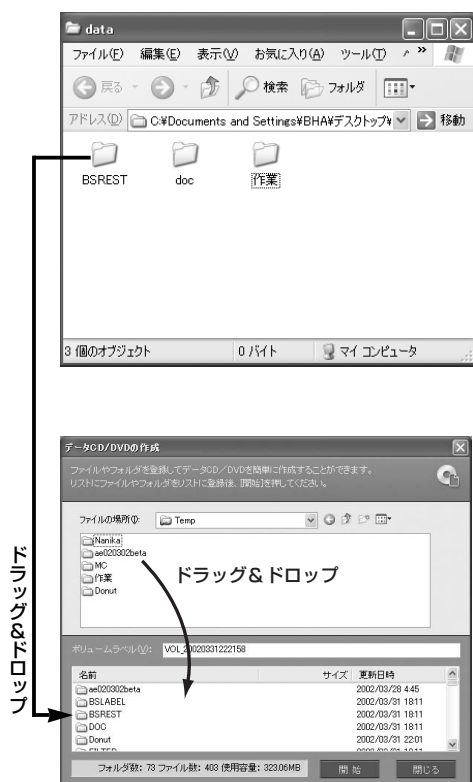 data
ファイル(F) 編集(E) 表示(V) お気に入り(A) ツール(T) »
戻る 検索 フォルダ
アドレス(D) C:¥Documents and Settings¥BHA¥デスクトップ¥ 移動
BSREST doc 作業
3 個のオブジェクト 0 バイト マイ コンピュータ
データCD/DVDの作成
ファイルやフォルダを登録してデータCD/DVDを簡単に作成することができます。
リストにファイルやフォルダをリストに登録後、[開始]を押してください。
ファイルの場所(I): Temp
Nanika
ae020302beta
MC
作業
Donut
ドラッグ&ドロップ
ドラッグ&ドロップ
ボリュームラベル(V): VOL_20020331222158
名前 サイズ 更新日時
ae020302beta 2002/03/28 4:45
BSLABEL 2002/03/31 18:11
BSREST 2002/03/31 18:11
DOC 2002/03/31 18:11
Donut 2002/03/31 22:01
フォルダ数: 73 ファイル数: 403 使用容量: 323.06MB 開始 閉じる